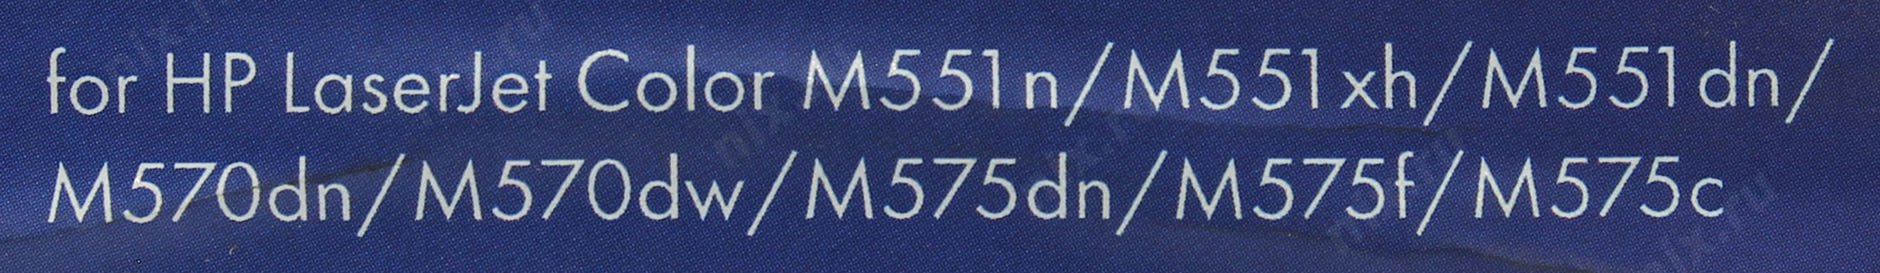 for HP LaserJet Color M551n/M551xh/M551dn/
M570dn/M570dw/M575dn/M575f/M575c